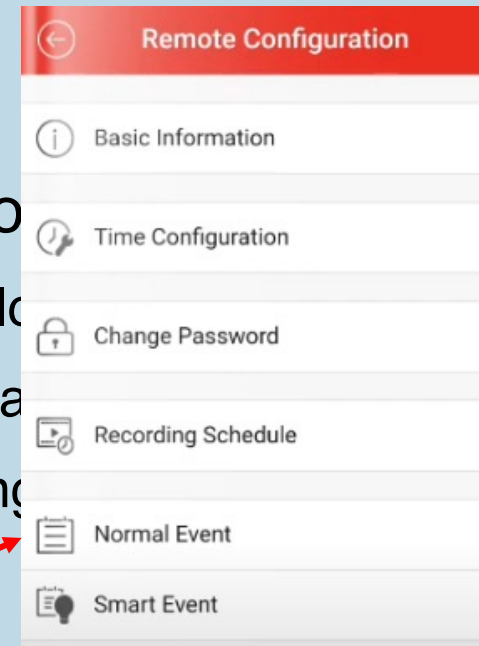 Remote Configuration
Basic Information
Time Configuration
Change Password
Recording Schedule
Normal Event
Smart Event